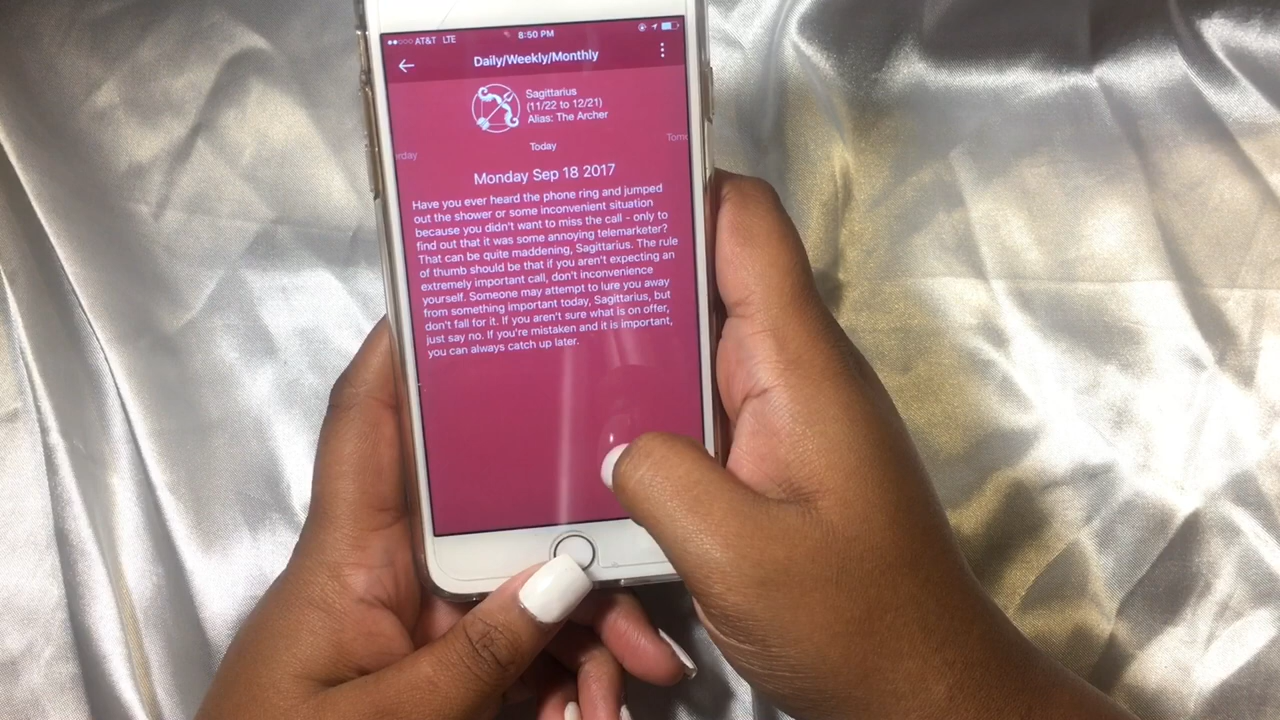 AT&T LTE 8:50 PM
Daily/Weekly/Monthly
Sagittarius
(11/22 to 12/21)
Alias: The Archer
rday Today Tomo
Monday Sep 18 2017
Have you ever heard the phone ring and jumped
out the shower or some inconvenient situation
because you didn't want to miss the call - only to
find out that it was some annoying telemarketer?
That can be quite maddening, Sagittarius. The rule
of thumb should be that if you aren't expecting an
extremely important call, don't inconvenience
yourself. Someone may attempt to lure you away
from something important today, Sagittarius, but
don't fall for it. If you aren't sure what is on offer,
just say no. If you're mistaken and it is important,
you can always catch up later.